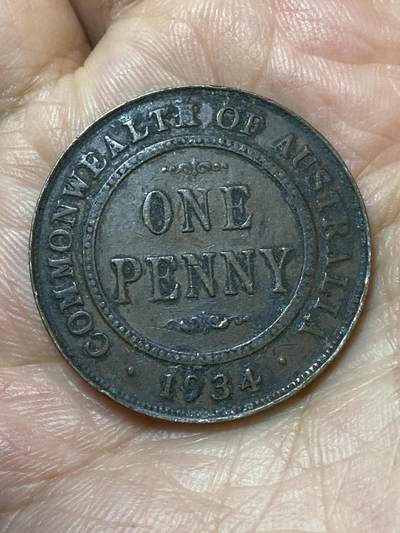 COMMONWEALTH OF AUSTRALIA
ONE
PENNY
· 1934 ·